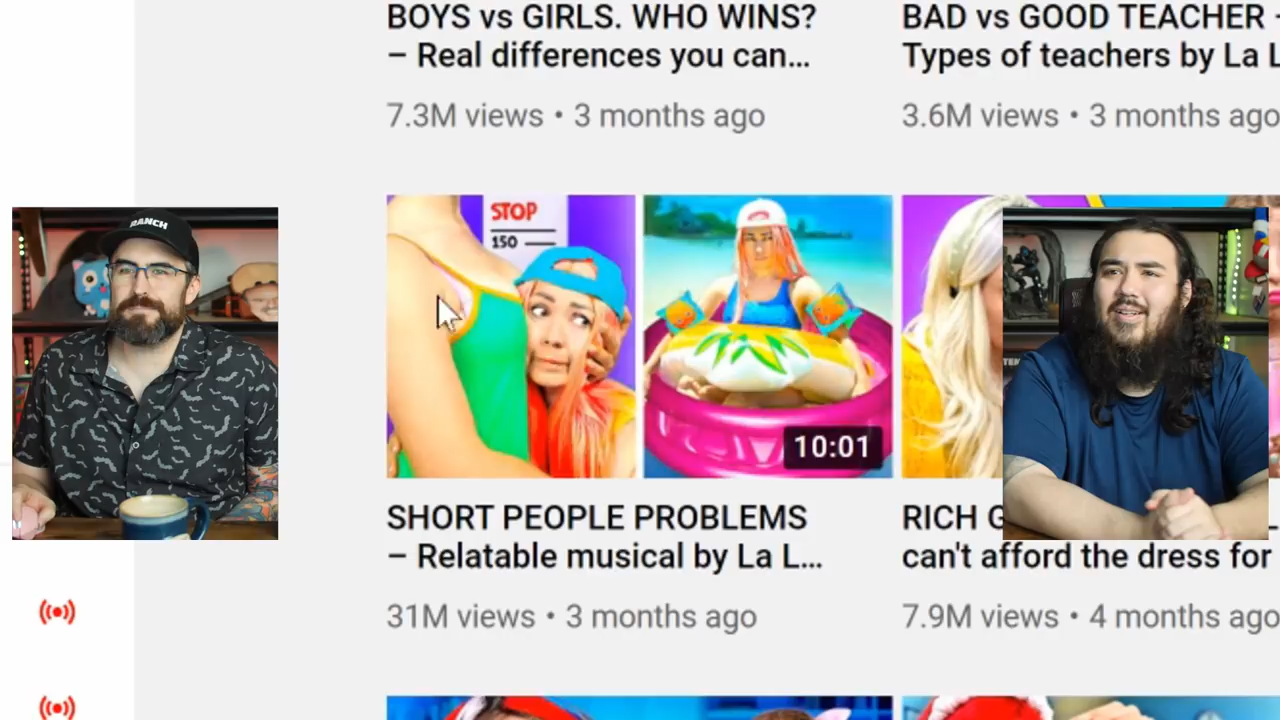 BOYS vs GIRLS. WHO WINS?
– Real differences you can...
7.3M views • 3 months ago
BAD vs GOOD TEACHER -
Types of teachers by La L
3.6M views • 3 months ago
RANCH
STOP
150
10:01
SHORT PEOPLE PROBLEMS
– Relatable musical by La L...
31M views • 3 months ago
RICH G
can't afford the dress for
7.9M views • 4 months ago